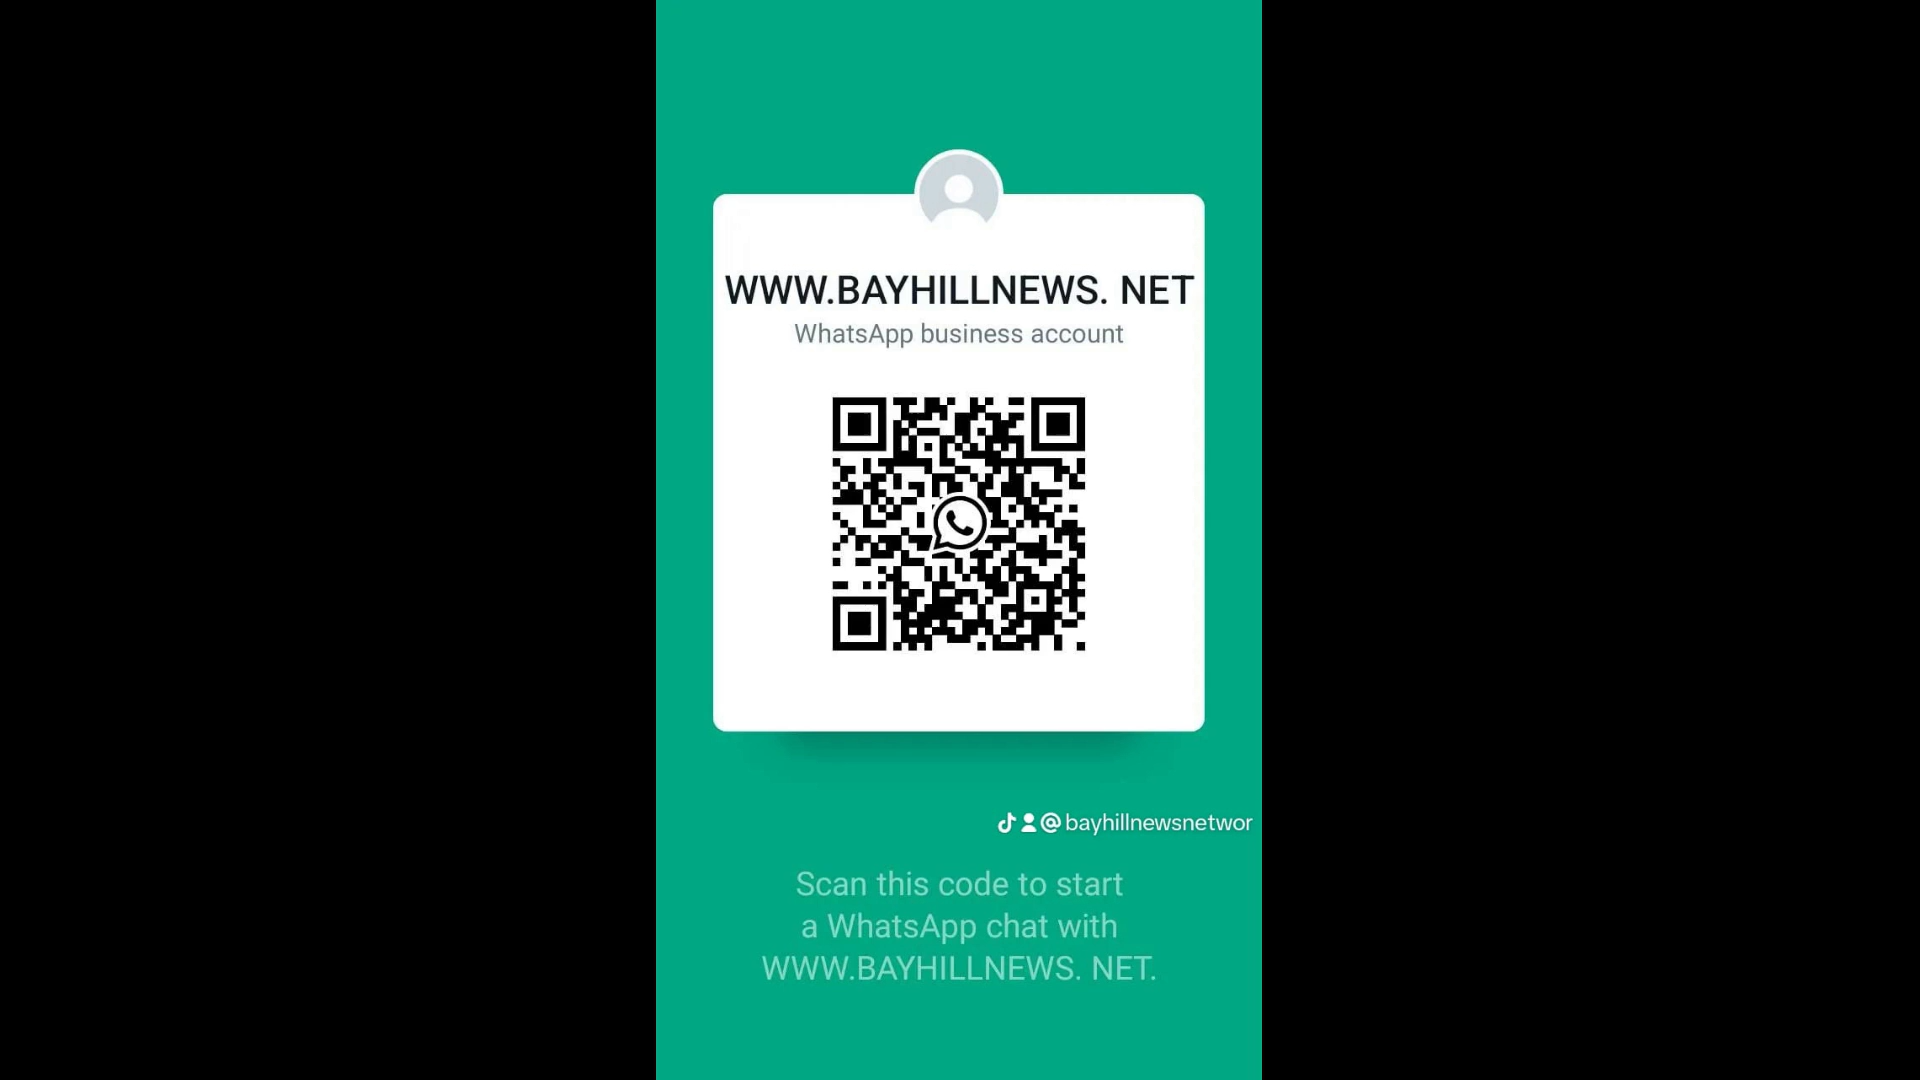 WWW.BAYHILLNEWS. NET
WhatsApp business account
@bayhillnewsnetwor
Scan this code to start
a WhatsApp chat with
WWW.BAYHILLNEWS. NET.